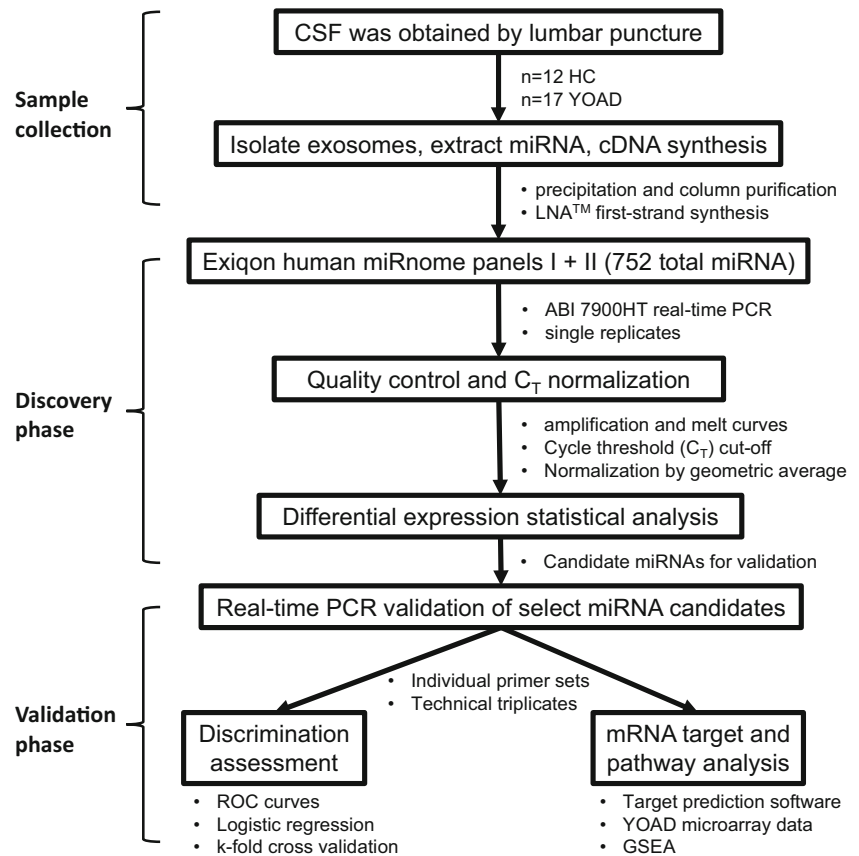 CSF was obtained by lumbar puncture
n=12 HC
n=17 YOAD
Sample
collection
Isolate exosomes, extract miRNA, cDNA synthesis
• precipitation and column purification
• LNA™ first-strand synthesis
Exiqon human miRnome panels I + II (752 total miRNA)
• ABI 7900HT real-time PCR
• single replicates
Quality control and CT normalization
Discovery
phase
• amplification and melt curves
• Cycle threshold (CT) cut-off
• Normalization by geometric average
Differential expression statistical analysis
• Candidate miRNAs for validation
Real-time PCR validation of select miRNA candidates
• Individual primer sets
• Technical triplicates
Validation
phase
Discrimination
assessment
• ROC curves
• Logistic regression
• k-fold cross validation
mRNA target and
pathway analysis
• Target prediction software
• YOAD microarray data
• GSEA